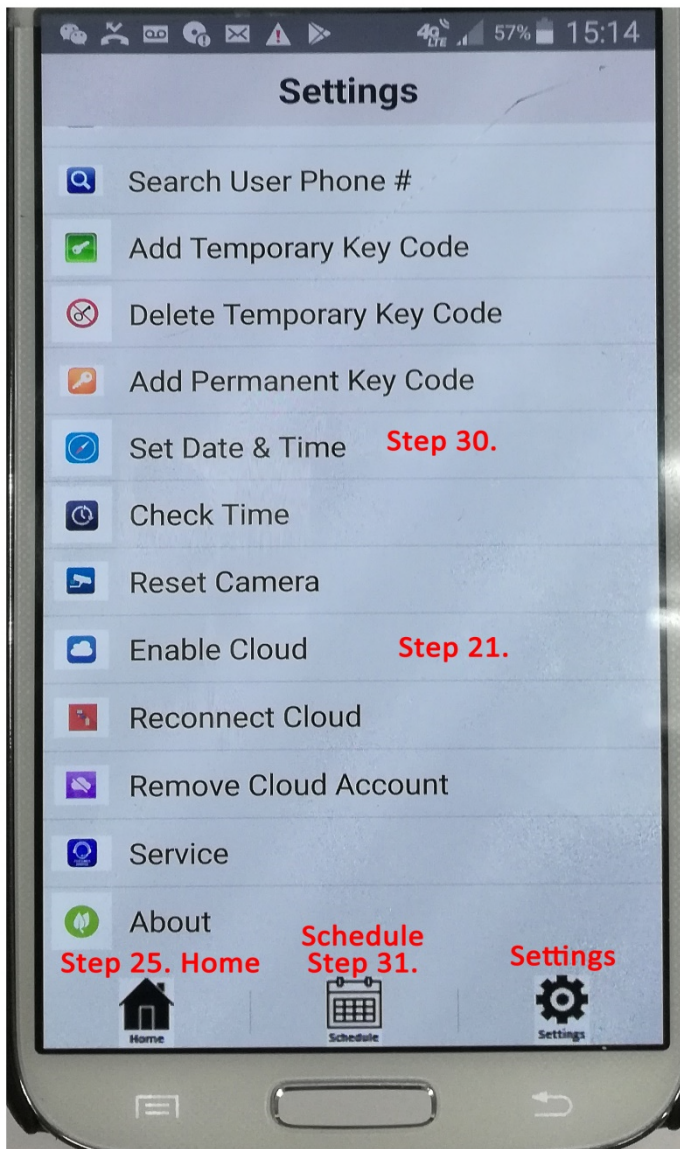 4G LTE 57% 15:14
Settings
Search User Phone #
Add Temporary Key Code
Delete Temporary Key Code
Add Permanent Key Code
Set Date & Time Step 30.
Check Time
Reset Camera
Enable Cloud Step 21.
Reconnect Cloud
Remove Cloud Account
Service
About
Step 25. Home
Schedule
Step 31.
Settings
Home
Schedule
Settings